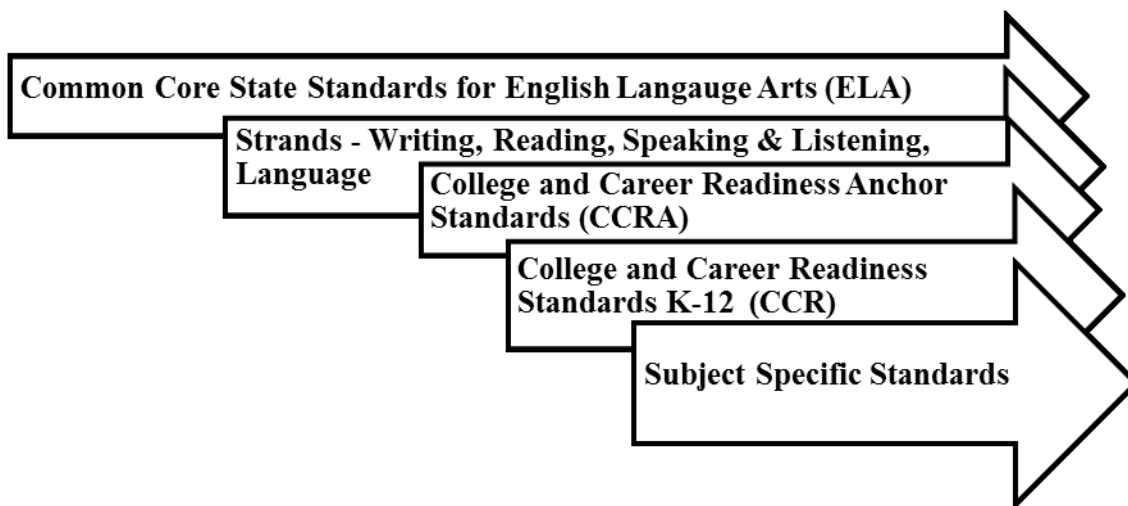 Common Core State Standards for English Langauge Arts (ELA)
Strands - Writing, Reading, Speaking & Listening,
Language
College and Career Readiness Anchor
Standards (CCRA)
College and Career Readiness
Standards K-12 (CCR)
Subject Specific Standards